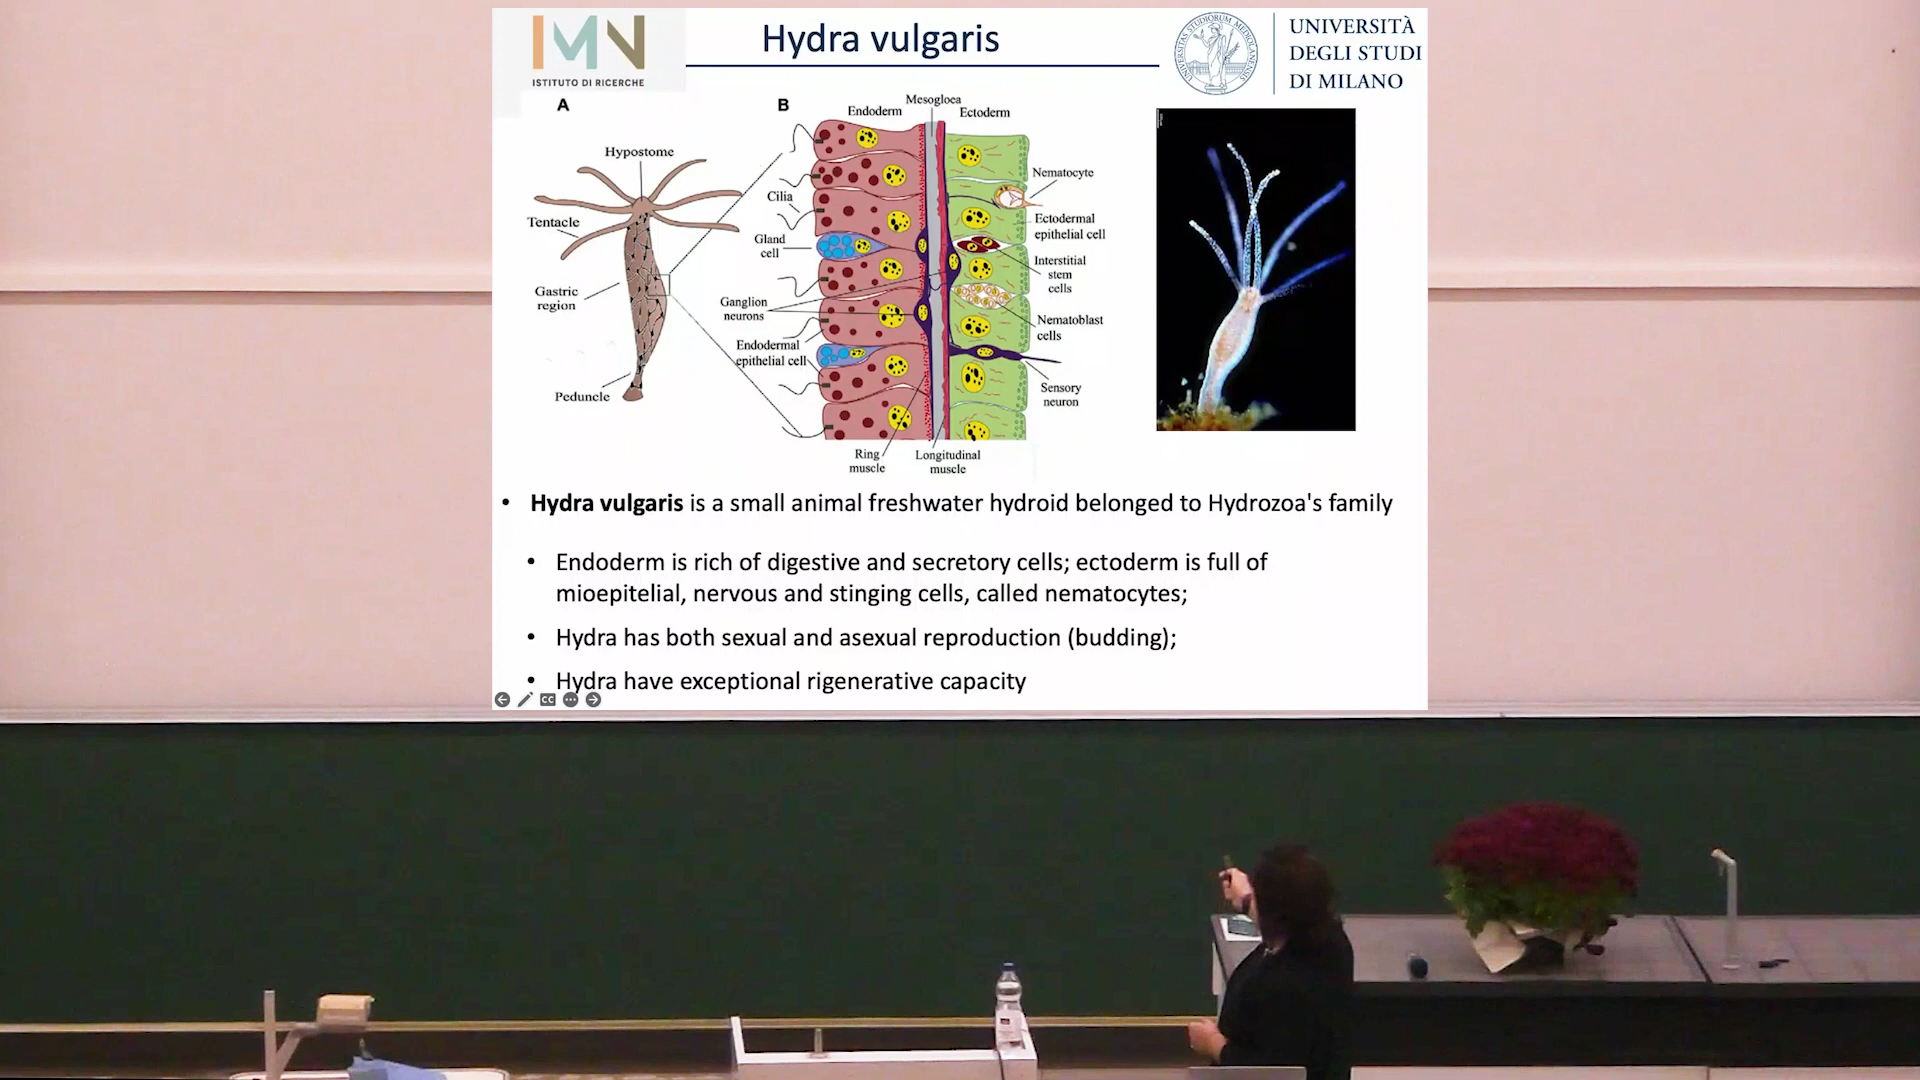 IMN
ISTITUTO DI RICERCHE
Hydra vulgaris
UNIVERSITÀ
DEGLI STUDI
DI MILANO
A
Hypostome
Tentacle
Gastric
region
Peduncle
B
Mesogloea
Endoderm
Ectoderm
Cilia
Gland
cell
Ganglion
neurons
Endodermal
epithelial cell
Nematocyte
Ectodermal
epithelial cell
Interstitial
stem
cells
Nematoblast
cells
Sensory
neuron
Ring
muscle
Longitudinal
muscle
• Hydra vulgaris is a small animal freshwater hydroid belonged to Hydrozoa's family
• Endoderm is rich of digestive and secretory cells; ectoderm is full of
mioepitelial, nervous and stinging cells, called nematocytes;
• Hydra has both sexual and asexual reproduction (budding);
• Hydra have exceptional rigenerative capacity
CC